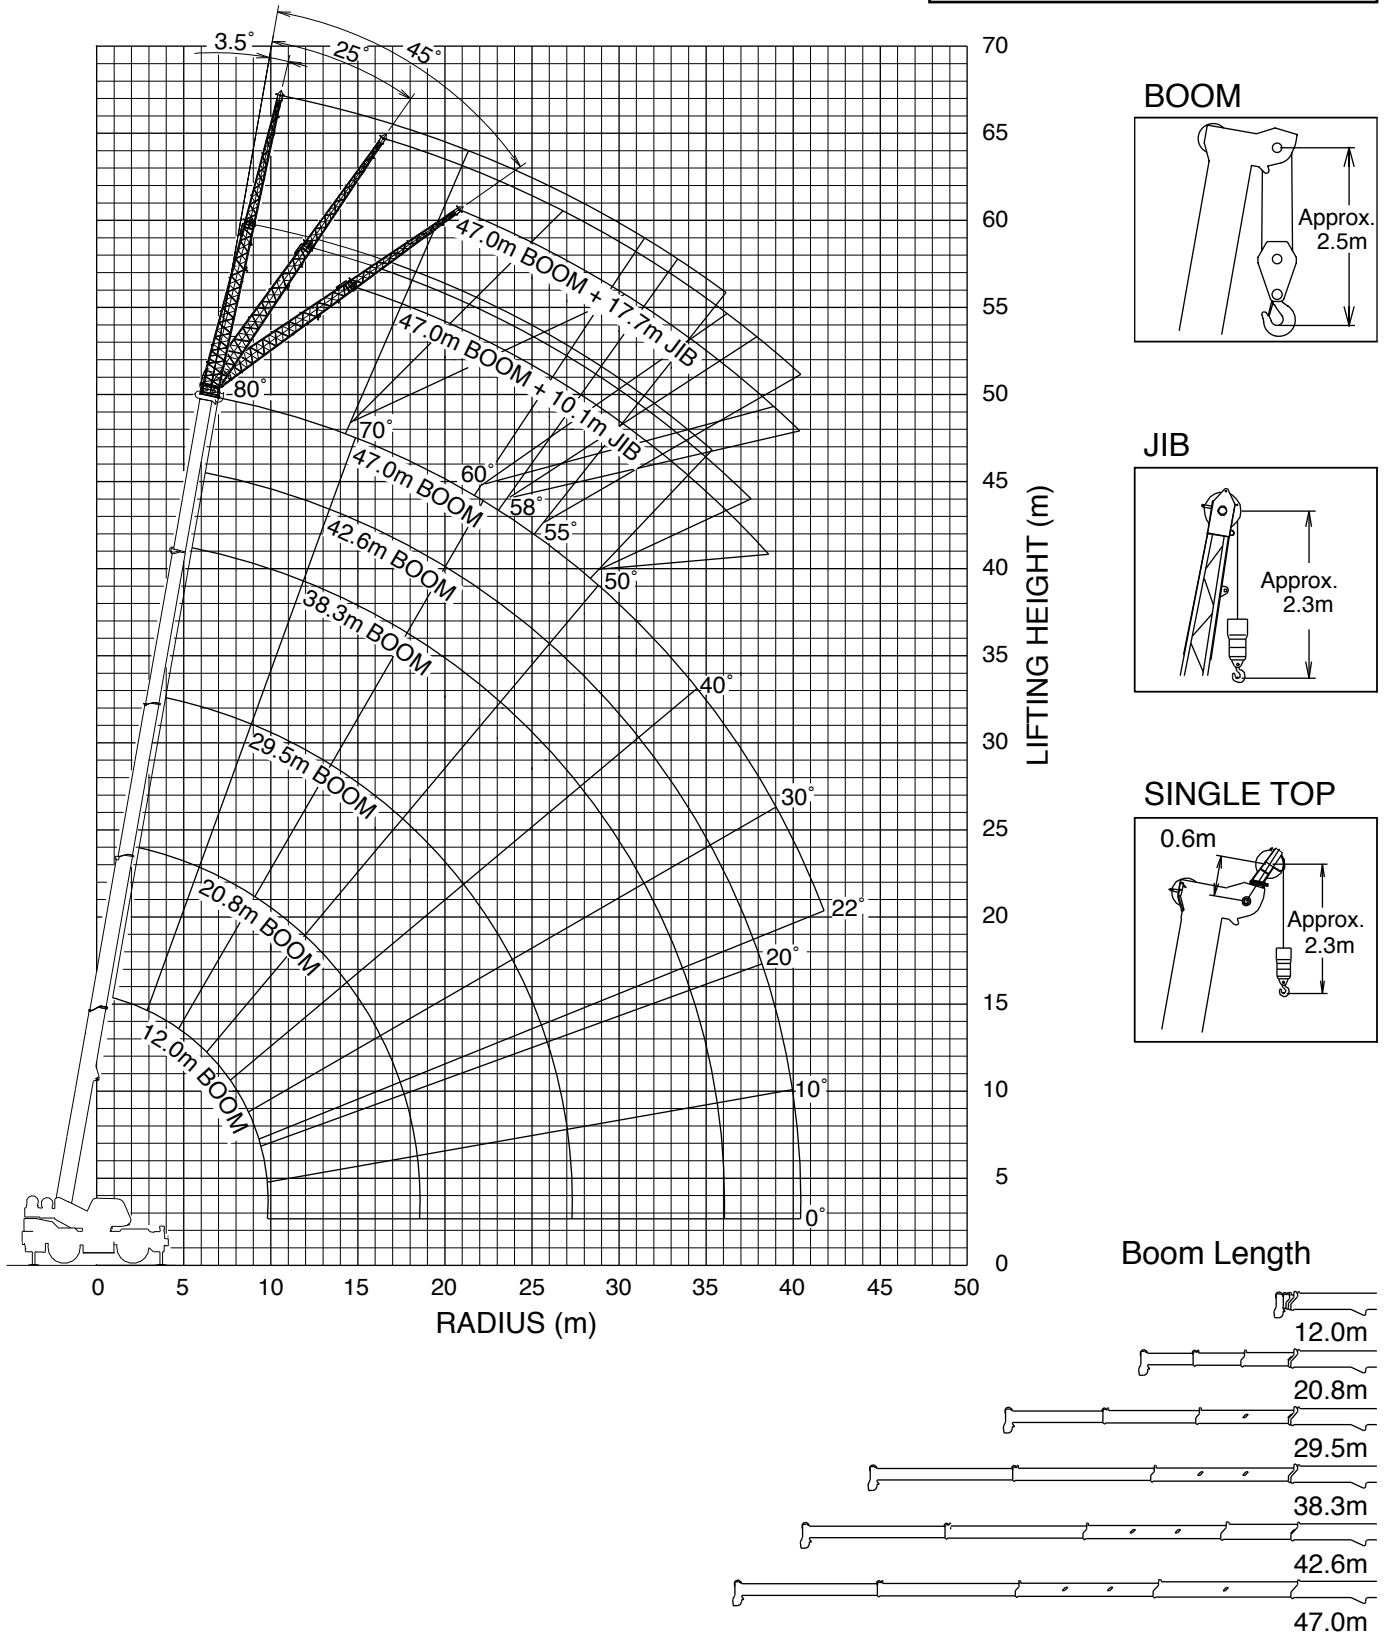 3.5°
25°
45°
70
65
60
55
50
45
40
35
30
25
20
15
10
5
0
LIFTING HEIGHT (m)
47.0m BOOM + 17.7m JIB
47.0m BOOM + 10.1m JIB
80°
70°
47.0m BOOM
60°
58°
55°
50°
42.6m BOOM
38.3m BOOM
40°
29.5m BOOM
30°
20.8m BOOM
22°
20°
12.0m BOOM
10°
0°
0 5 10 15 20 25 30 35 40 45 50
RADIUS (m)
BOOM
Approx.
2.5m
JIB
Approx.
2.3m
SINGLE TOP
0.6m
Approx.
2.3m
Boom Length
12.0m
20.8m
29.5m
38.3m
42.6m
47.0m